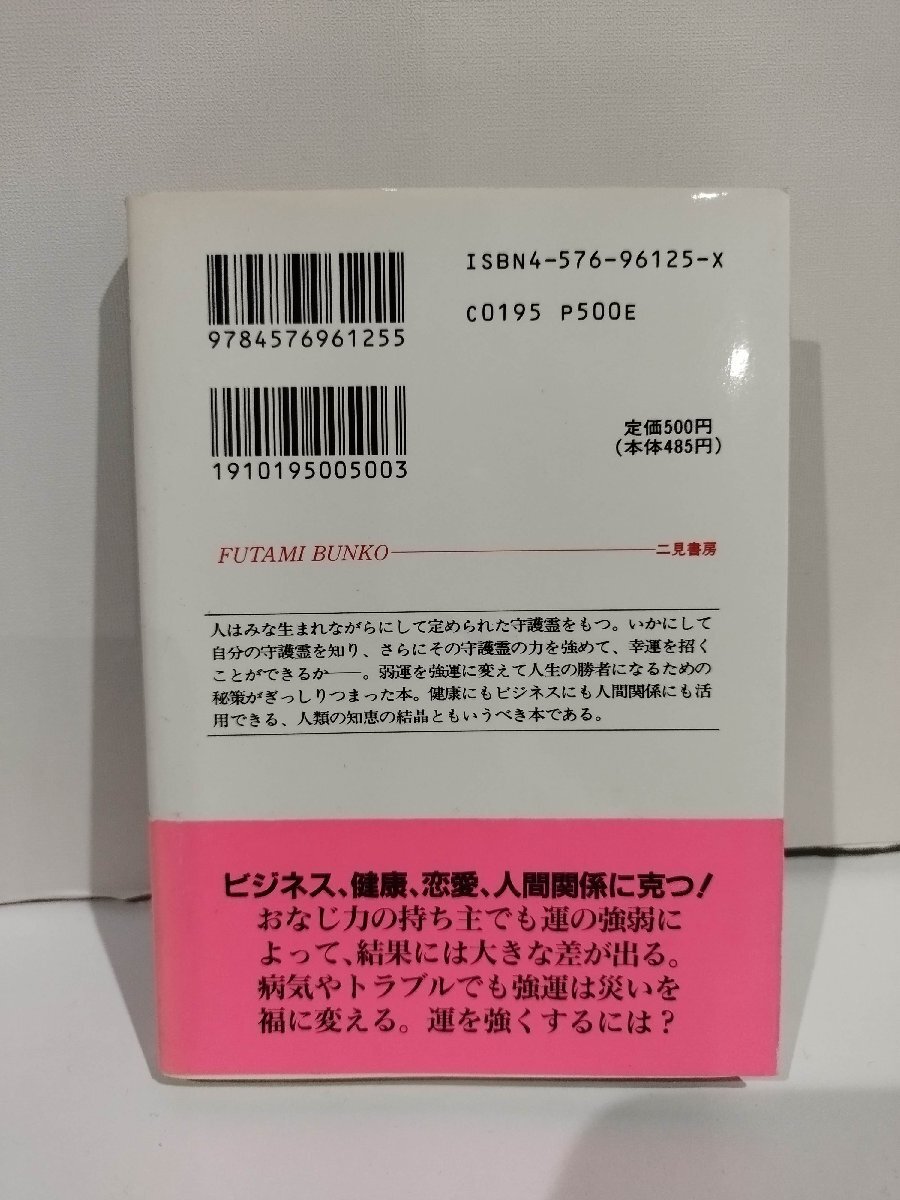 ISBN4-576-96125-X
9784576961255
C0195 P500E
1910195005003
定価500円
(本体485円)
FUTAMI BUNKO 二見書房
人はみな生まれながらにして定められた守護霊をもつ。いかにして
自分の守護霊を知り、さらにその守護霊の力を強めて、幸運を招く
ことができるか――。弱運を強運に変えて人生の勝者になるための
秘策がぎっしりつまった本。健康にもビジネスにも人間関係にも活
用できる、人類の知恵の結晶ともいうべき本である。
ビジネス、健康、恋愛、人間関係に克つ!
おなじ力の持ち主でも運の強弱に
よって、結果には大きな差が出る。
病気やトラブルでも強運は災いを
福に変える。運を強くするには?